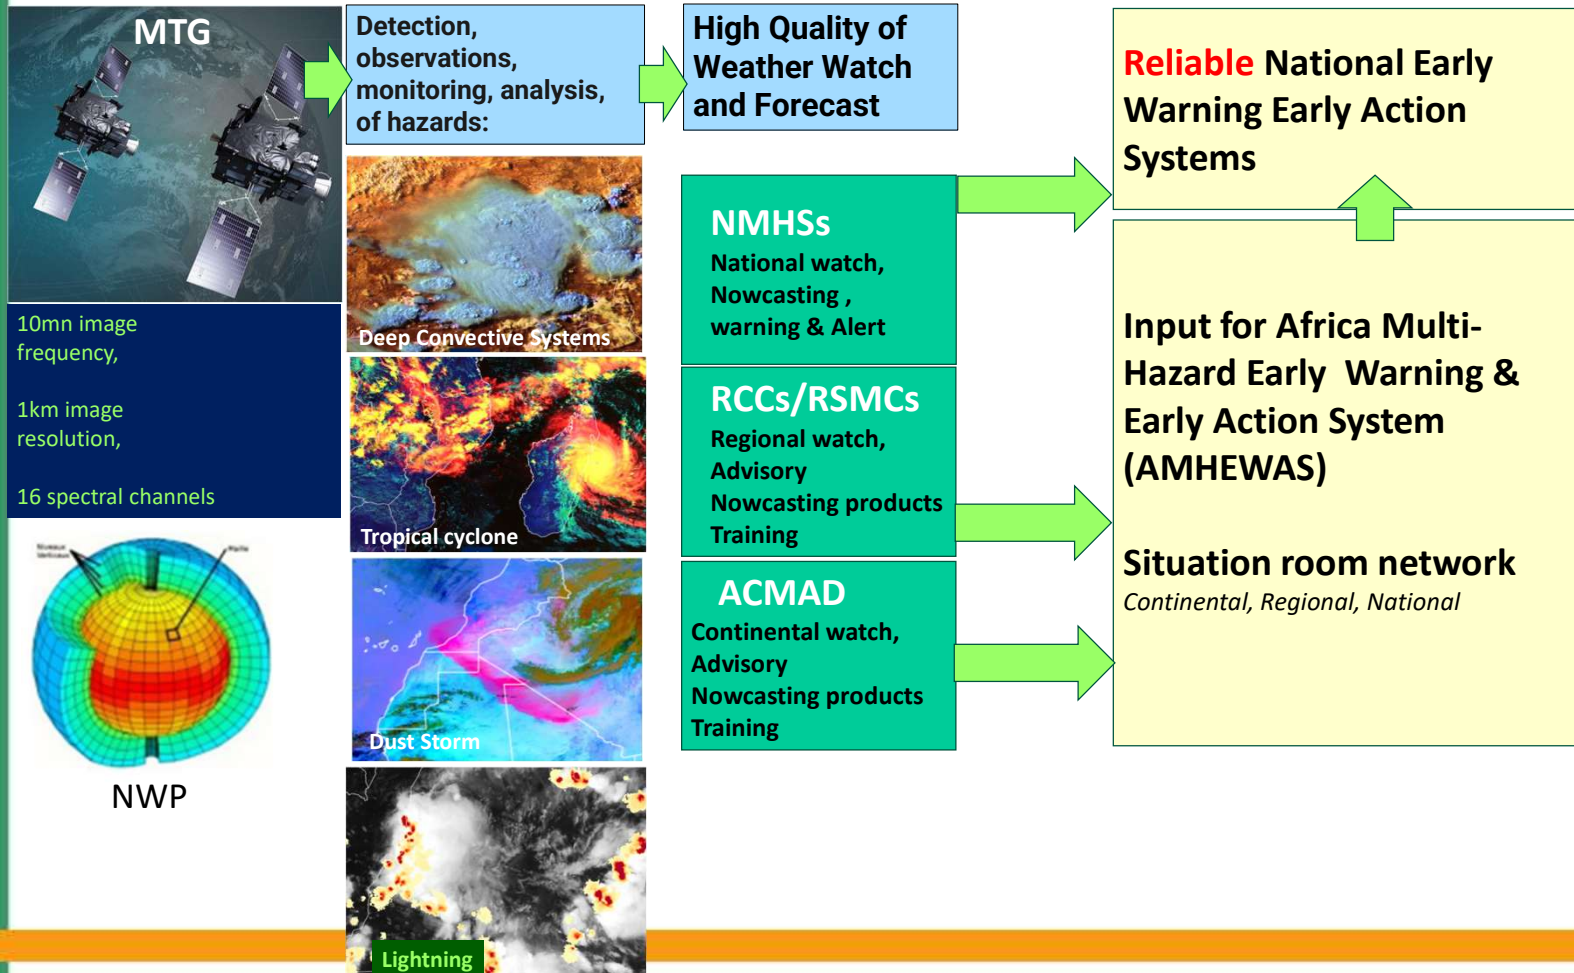 MTG
10mn image
frequency,
1km image
resolution,
16 spectral channels
NWP
Detection,
observations,
monitoring, analysis,
of hazards:
Deep Convective Systems
Tropical cyclone
Dust Storm
Lightning
High Quality of
Weather Watch
and Forecast
NMHSs
National watch,
Nowcasting ,
warning & Alert
RCCs/RSMCs
Regional watch,
Advisory
Nowcasting products
Training
ACMAD
Continental watch,
Advisory
Nowcasting products
Training
Reliable National Early
Warning Early Action
Systems
Input for Africa Multi-
Hazard Early  Warning &
Early Action System
(AMHEWAS)
Situation room network
Continental, Regional, National